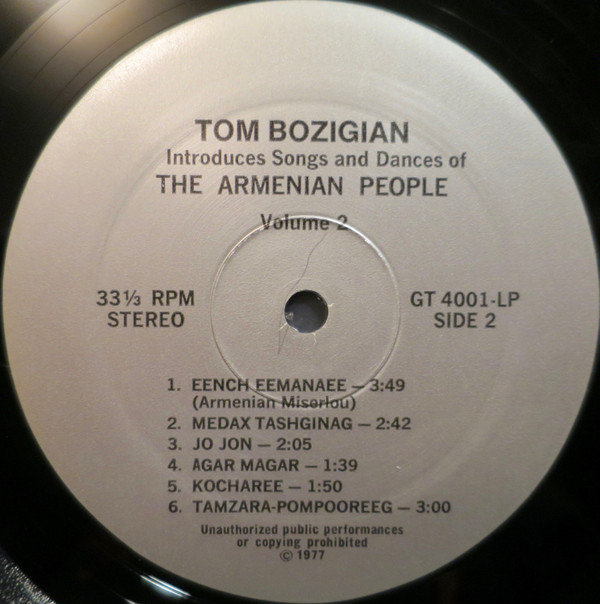 TOM BOZIGIAN
Introduces Songs and Dances of
THE ARMENIAN PEOPLE
Volume 2
33⅓ RPM
STEREO
GT 4001-LP
SIDE 2
1. EENCH EEMANAEE — 3:49
(Armenian Miserlou)
2. MEDAX TASHGINAG — 2:42
3. JO JON — 2:05
4. AGAR MAGAR — 1:39
5. KOCHAREE — 1:50
6. TAMZARA-POMPOOREEG — 3:00
Unauthorized public performances
or copying prohibited
© 1977